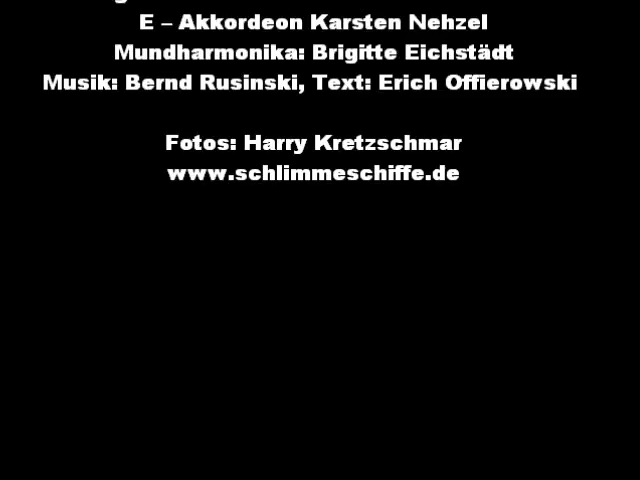 E – Akkordeon Karsten Nehzel
Mundharmonika: Brigitte Eichstädt
Musik: Bernd Rusinski, Text: Erich Offierowski
Fotos: Harry Kretzschmar
www.schlimmeschiffe.de